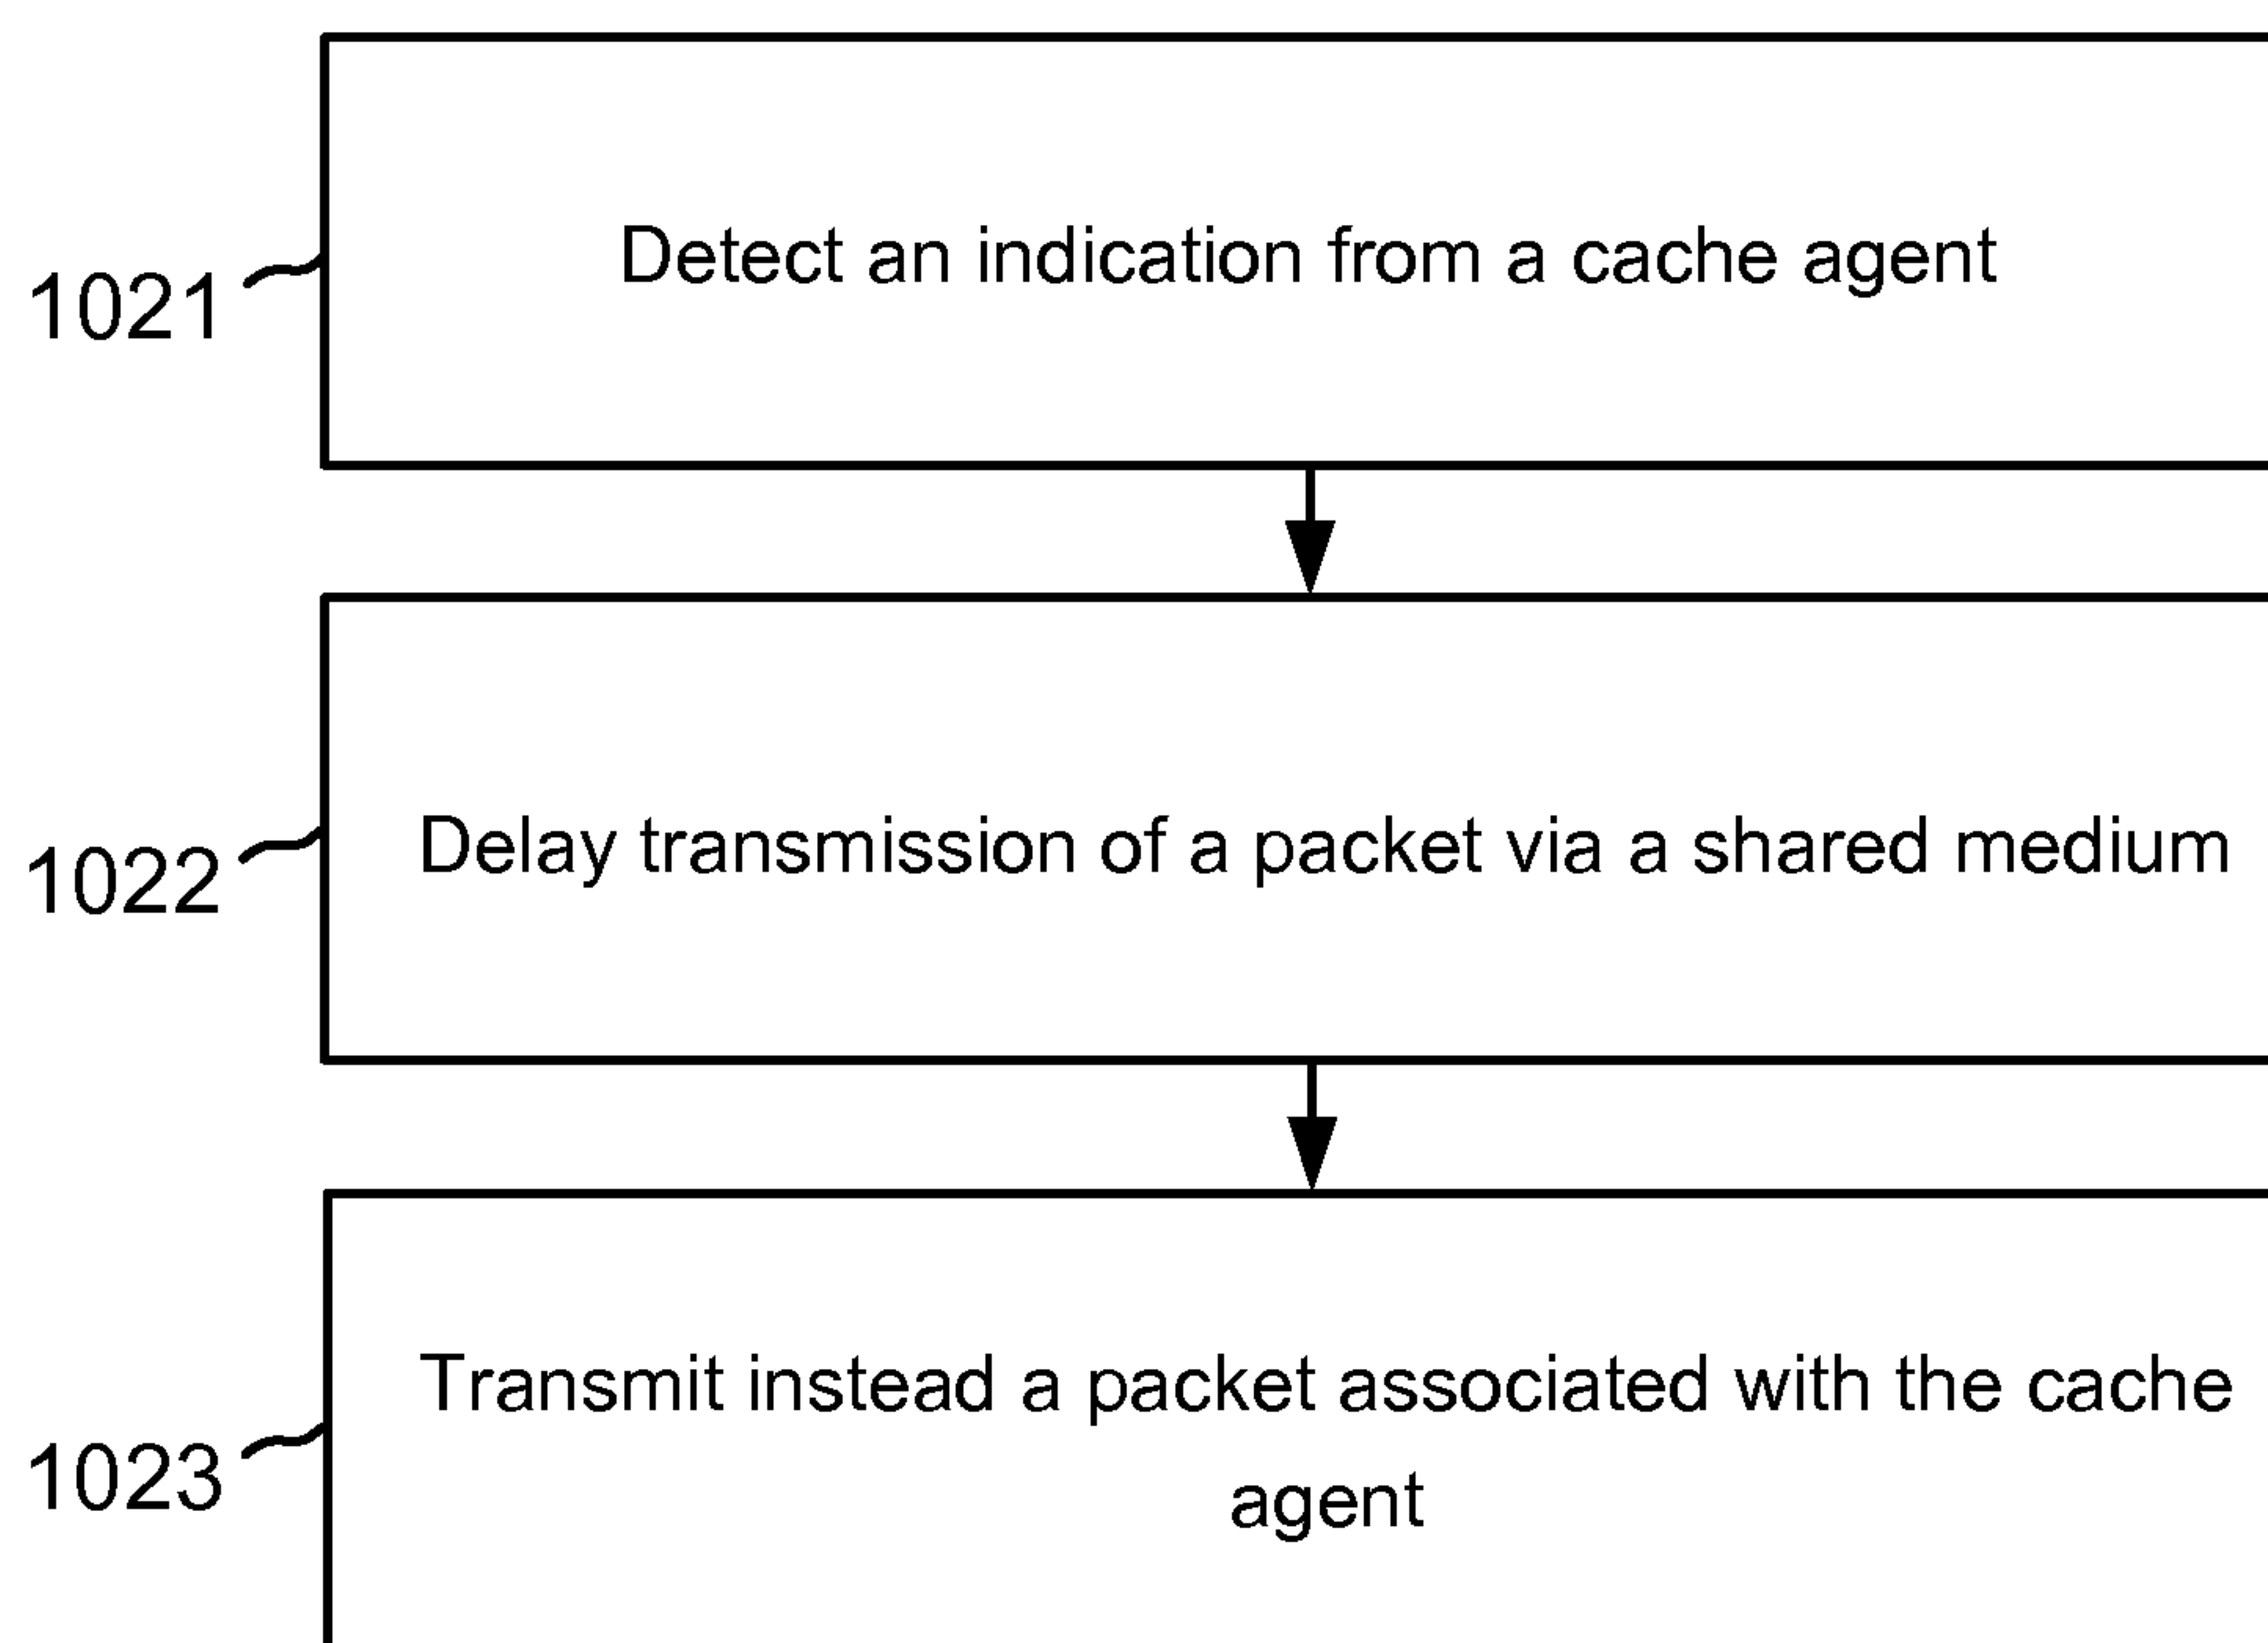 Detect an indication from a cache agent
1021
Delay transmission of a packet via a shared medium
1022
Transmit instead a packet associated with the cache
agent
1023